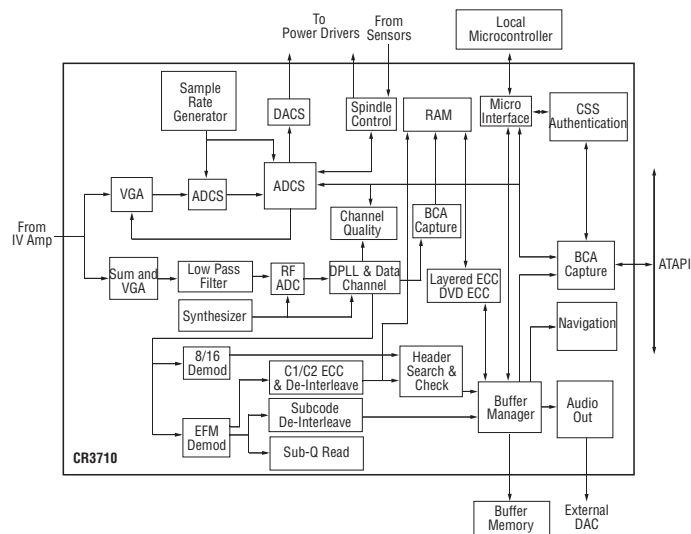 To
Power Drivers
From
Sensors
Local
Microcontroller
Sample
Rate
Generator
DACS
Spindle
Control
RAM
Micro
Interface
CSS
Authentication
VGA
ADCS
ADCS
From
IV Amp
Channel
Quality
BCA
Capture
BCA
Capture
ATAPI
Sum and
VGA
Low Pass
Filter
RF
ADC
DPLL & Data
Channel
Layered ECC
DVD ECC
Synthesizer
Navigation
8/16
Demod
C1/C2 ECC
& De-Interleave
Header
Search &
Check
EFM
Demod
Subcode
De-Interleave
Buffer
Manager
Audio
Out
Sub-Q Read
CR3710
Buffer
Memory
External
DAC